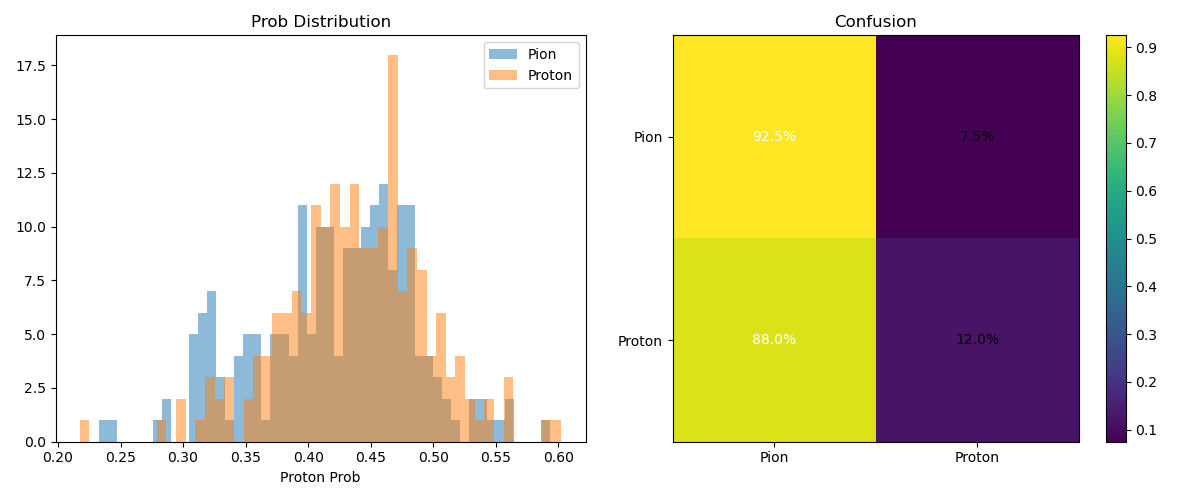 Prob Distribution
17.5
15.0
12.5
10.0
7.5
5.0
2.5
0.0
0.20 0.25 0.30 0.35 0.40 0.45 0.50 0.55 0.60
Proton Prob
Pion
Proton
Confusion
Pion
Proton
92.5% 7.5%
88.0% 12.0%
Pion Proton
0.9
0.8
0.7
0.6
0.5
0.4
0.3
0.2
0.1